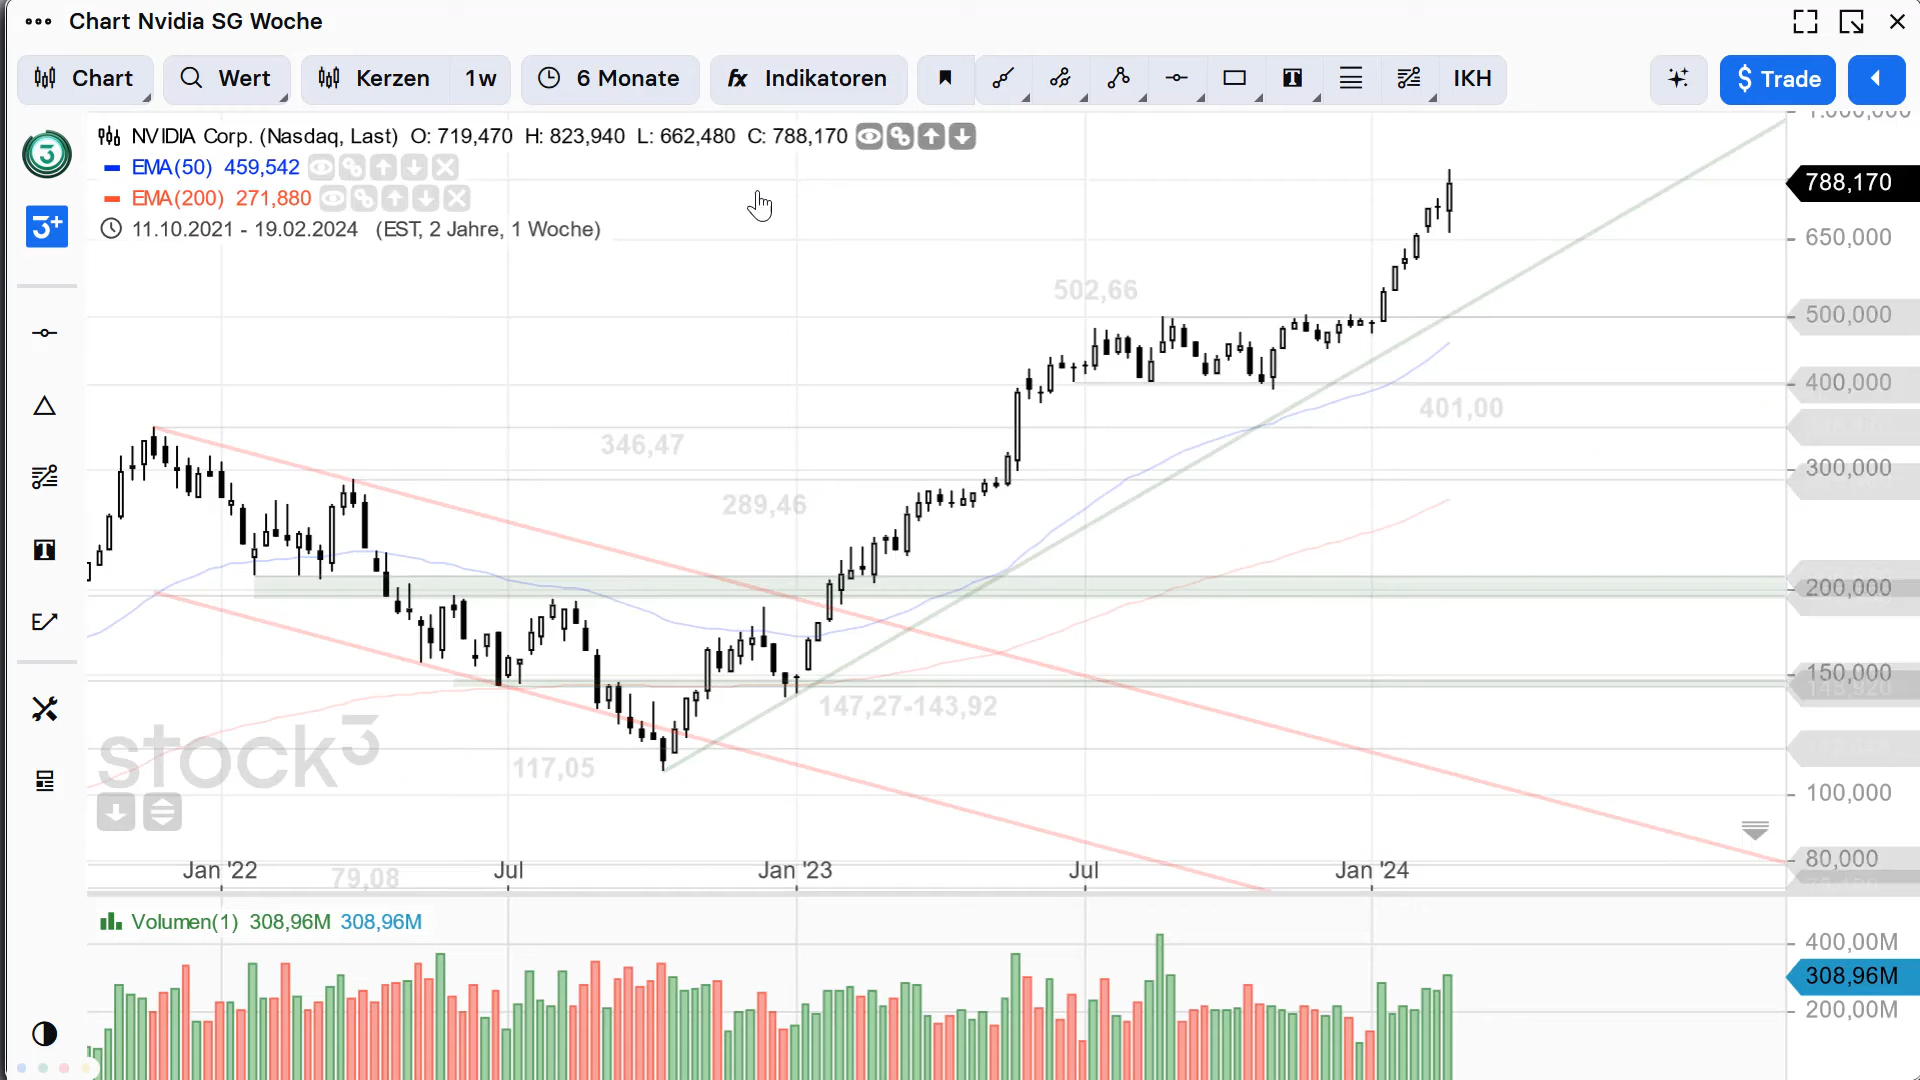 Chart Nvidia SG Woche
Chart Wert Kerzen 1w 6 Monate fx Indikatoren IKH $ Trade
NVIDIA Corp. (Nasdaq, Last) O: 719,470 H: 823,940 L: 662,480 C: 788,170
EMA(50) 459,542
EMA(200) 271,880
11.10.2021 - 19.02.2024 (EST, 2 Jahre, 1 Woche)
3
3+
788,170
650,000
502,66
500,000
400,000
401,00
346,47
300,000
289,46
200,000
150,000
147,27-143,92
stock3
117,05
100,000
80,000
Jan '22 Jul Jan '23 Jul Jan '24
79,08
Volumen(1) 308,96M 308,96M
400,00M
308,96M
200,00M